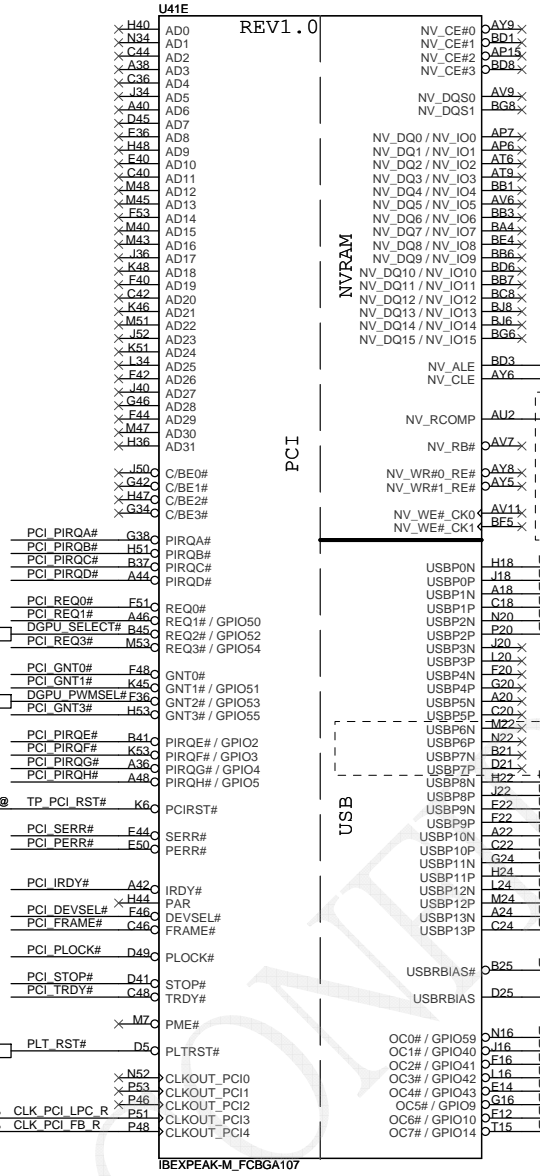 U41E
REV1.0
H40 AD0
N34 AD1
C44 AD2
A38 AD3
C36 AD4
J34 AD5
A40 AD6
D45 AD7
E36 AD8
H48 AD9
E40 AD10
C40 AD11
M48 AD12
M45 AD13
F53 AD14
M40 AD15
M43 AD16
J36 AD17
K48 AD18
F40 AD19
C42 AD20
K46 AD21
M51 AD22
J52 AD23
K51 AD24
L34 AD25
F42 AD26
J40 AD27
G46 AD28
F44 AD29
M47 AD30
H36 AD31
J50 C/BE0#
G42 C/BE1#
H47 C/BE2#
G34 C/BE3#
PCI_PIRQA# G38 PIRQA#
PCI_PIRQB# H51 PIRQB#
PCI_PIRQC# B37 PIRQC#
PCI_PIRQD# A44 PIRQD#
PCI_REQ0# F51 REQ0#
PCI_REQ1# A46 REQ1# / GPIO50
DGPU_SELECT# B45 REQ2# / GPIO52
PCI_REQ3# M53 REQ3# / GPIO54
PCI_GNT0# F48 GNT0#
PCI_GNT1# K45 GNT1# / GPIO51
DGPU_PWMSEL# F36 GNT2# / GPIO53
PCI_GNT3# H53 GNT3# / GPIO55
PCI_PIRQE# B41 PIRQE# / GPIO2
PCI_PIRQF# K53 PIRQF# / GPIO3
PCI_PIRQG# A36 PIRQG# / GPIO4
PCI_PIRQH# A48 PIRQH# / GPIO5
@ TP_PCI_RST# K6 PCIRST#
PCI_SERR# E44 SERR#
PCI_PERR# E50 PERR#
PCI_IRDY# A42 IRDY#
H44 PAR
PCI_DEVSEL# F46 DEVSEL#
PCI_FRAME# C46 FRAME#
PCI_PLOCK# D49 PLOCK#
PCI_STOP# D41 STOP#
PCI_TRDY# C48 TRDY#
M7 PME#
PLT_RST# D5 PLTRST#
N52 CLKOUT_PCI0
P53 CLKOUT_PCI1
P46 CLKOUT_PCI2
CLK_PCI_LPC_R P51 CLKOUT_PCI3
CLK_PCI_FB_R P48 CLKOUT_PCI4
PCI
NVRAM
USB
NV_CE#0 AY9
NV_CE#1 BD1
NV_CE#2 AP15
NV_CE#3 BD8
NV_DQS0 AV9
NV_DQS1 BG8
NV_DQ0 / NV_IO0 AP7
NV_DQ1 / NV_IO1 AP6
NV_DQ2 / NV_IO2 AT6
NV_DQ3 / NV_IO3 AT9
NV_DQ4 / NV_IO4 BB1
NV_DQ5 / NV_IO5 AV6
NV_DQ6 / NV_IO6 BB3
NV_DQ7 / NV_IO7 BA4
NV_DQ8 / NV_IO8 BE4
NV_DQ9 / NV_IO9 BB6
NV_DQ10 / NV_IO10 BD6
NV_DQ11 / NV_IO11 BB7
NV_DQ12 / NV_IO12 BC8
NV_DQ13 / NV_IO13 BJ8
NV_DQ14 / NV_IO14 BJ6
NV_DQ15 / NV_IO15 BG6
NV_ALE BD3
NV_CLE AY6
NV_RCOMP AU2
NV_RB# AV7
NV_WR#0_RE# AY8
NV_WR#1_RE# AY5
NV_WE#_CK0 AV11
NV_WE#_CK1 BF5
USBP0N H18
USBP0P J18
USBP1N A18
USBP1P C18
USBP2N N20
USBP2P P20
USBP3N J20
USBP3P L20
USBP4N F20
USBP4P G20
USBP5N A20
USBP5P C20
USBP6N M22
USBP6P N22
USBP7N B21
USBP7P D21
USBP8N H22
USBP8P J22
USBP9N E22
USBP9P F22
USBP10N A22
USBP10P C22
USBP11N G24
USBP11P H24
USBP12N L24
USBP12P M24
USBP13N A24
USBP13P C24
USBRBIAS# B25
USBRBIAS D25
OC0# / GPIO59 N16
OC1# / GPIO40 J16
OC2# / GPIO41 F16
OC3# / GPIO42 L16
OC4# / GPIO43 E14
OC5# / GPIO9 G16
OC6# / GPIO10 F12
OC7# / GPIO14 T15
IBEXPEAK-M_FCBGA107